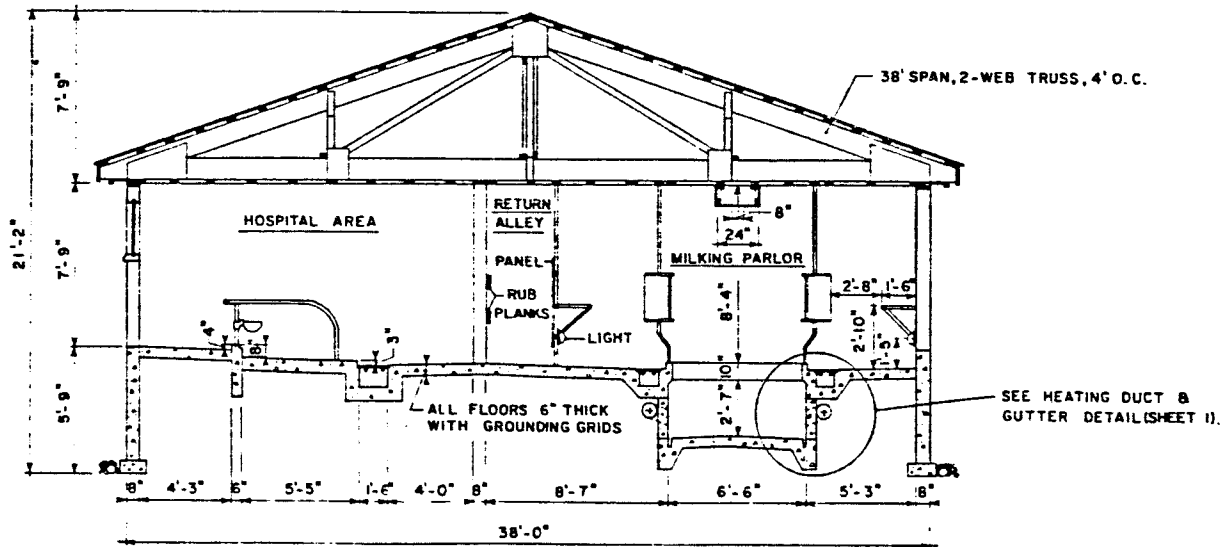 38' SPAN, 2-WEB TRUSS, 4' O.C.
7'-9"
21'-2"
7'-9"
5'-9"
HOSPITAL AREA
RETURN
ALLEY
8"
24"
MILKING PARLOR
PANEL
RUB
PLANKS
LIGHT
2'-8"
1'-6"
8'-4"
2'-10"
1'-5"
4"
8"
3"
10"
2'-7"
ALL FLOORS 6" THICK
WITH GROUNDING GRIDS
SEE HEATING DUCT &
GUTTER DETAIL (SHEET 1).
8"
4'-3"
6"
5'-5"
1'-6"
4'-0"
8"
8'-7"
6'-6"
5'-3"
8"
38'-0"